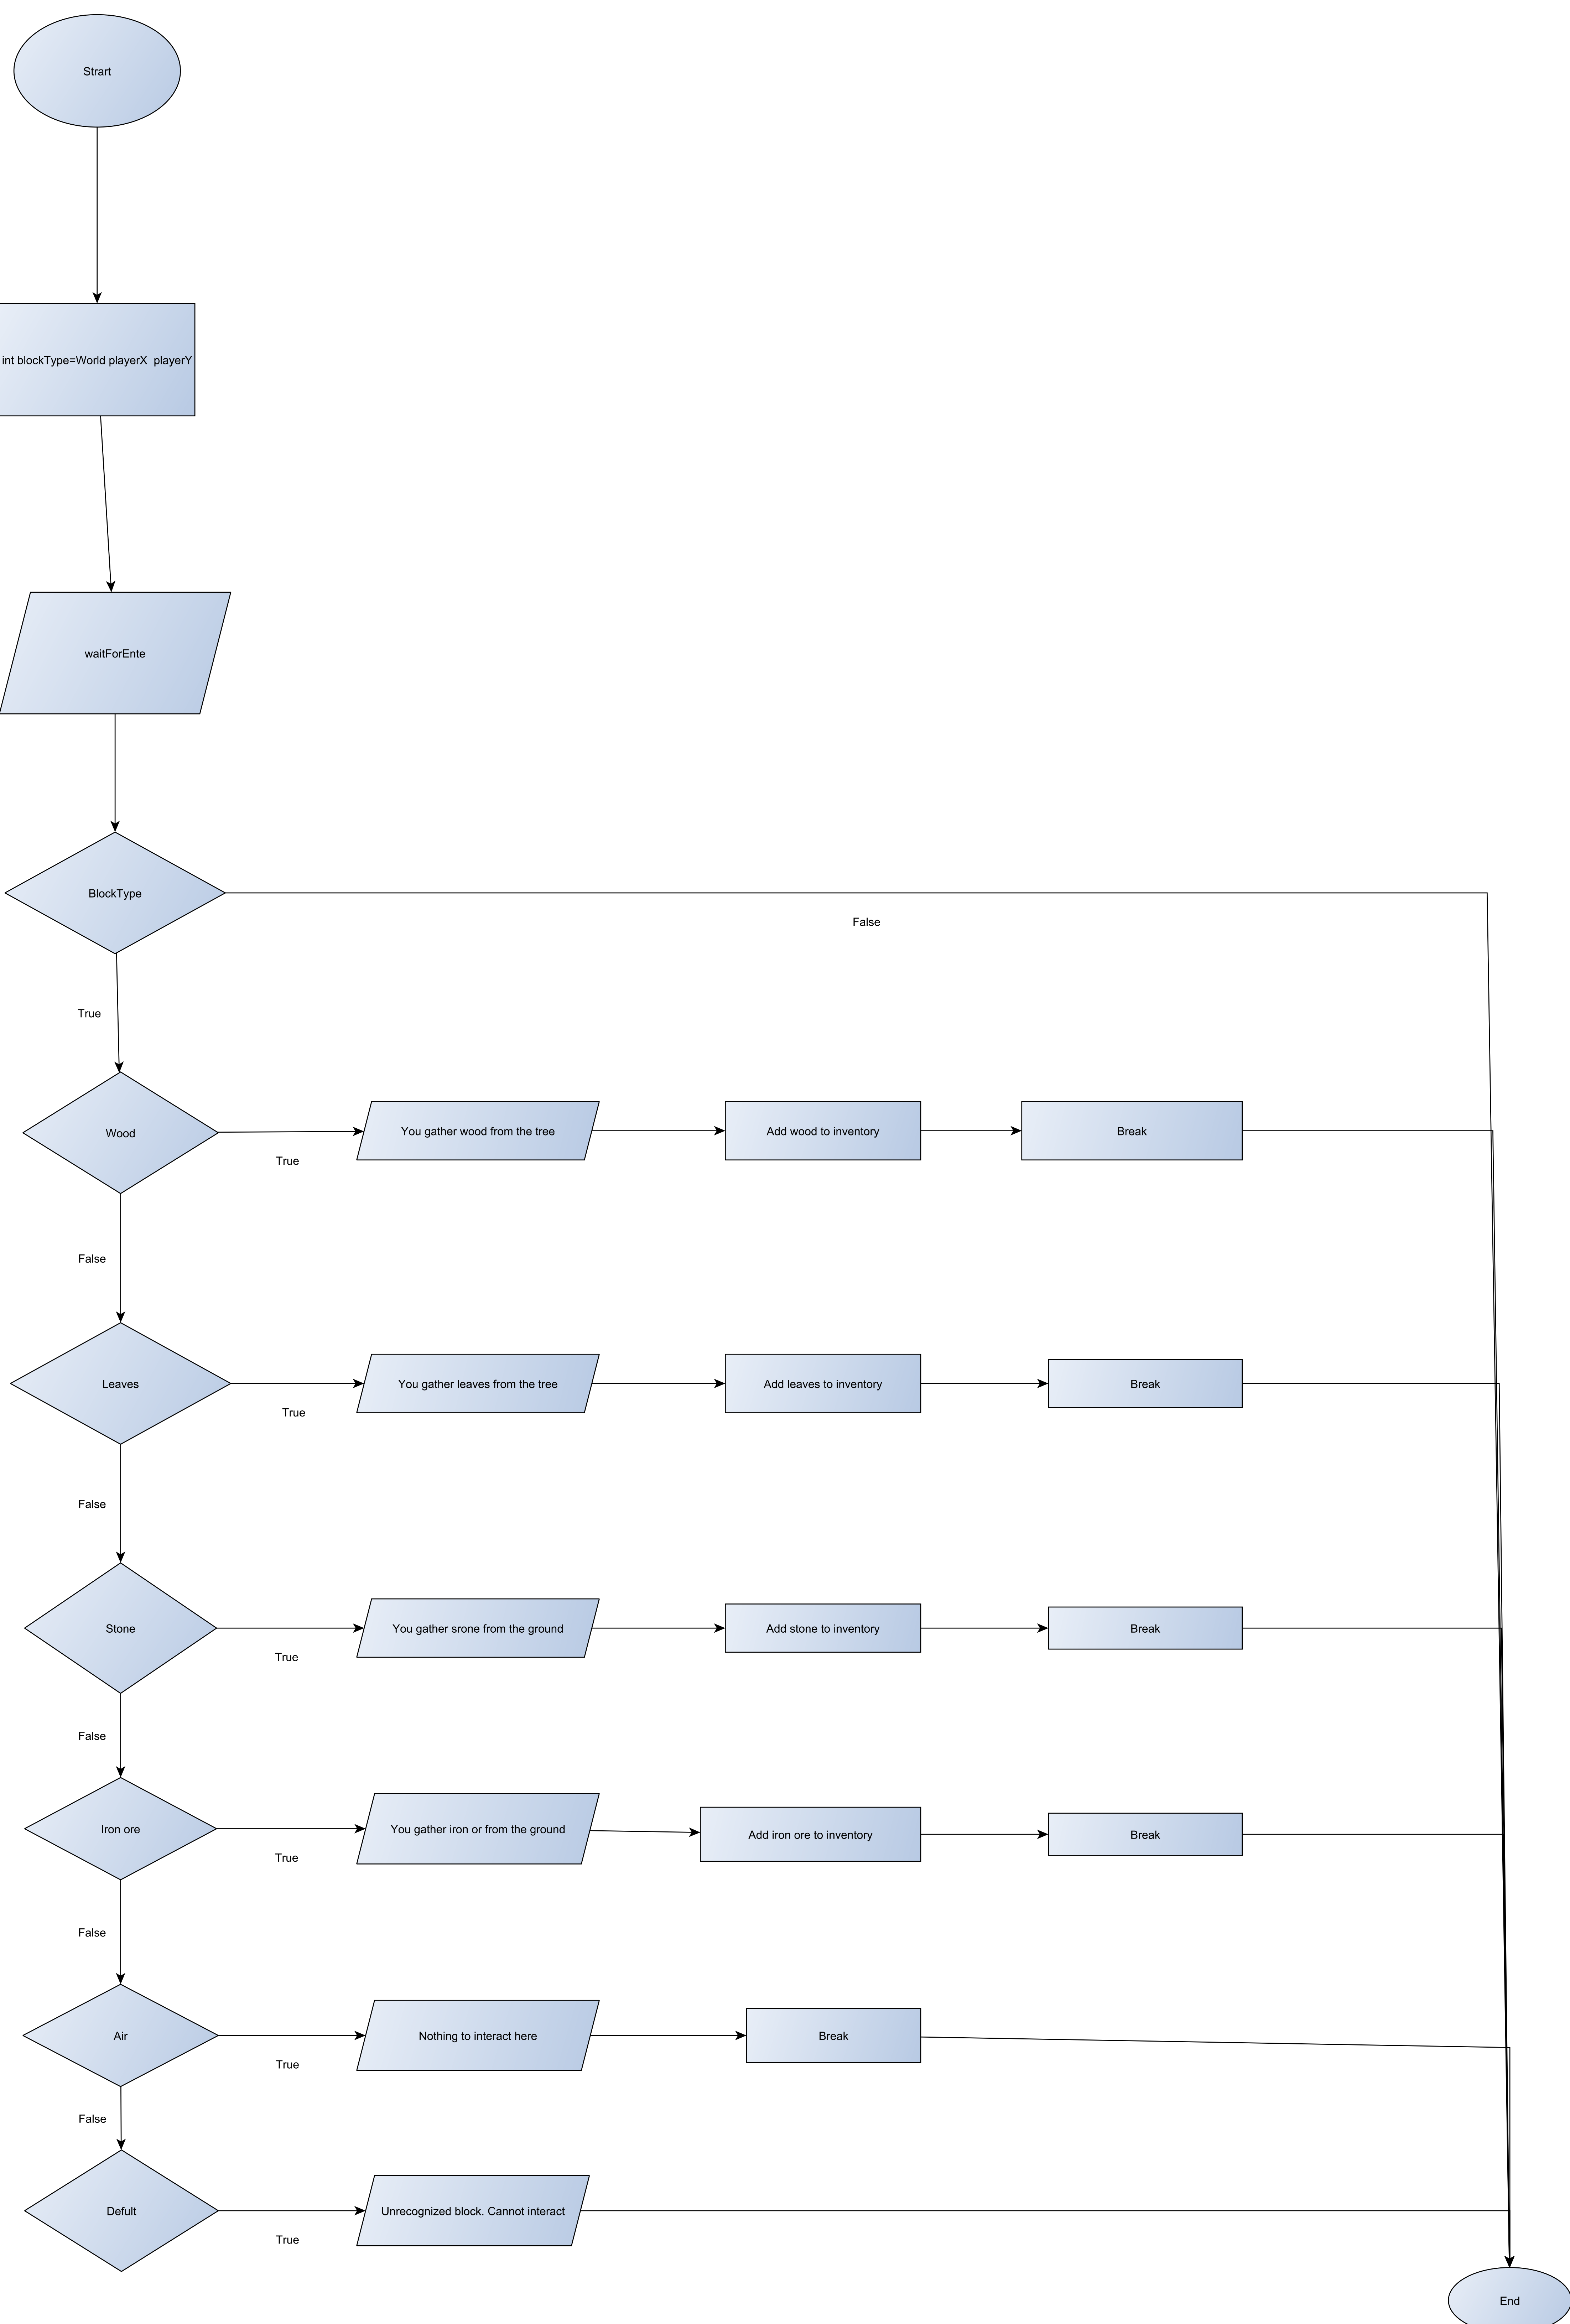 Strart
int blockType=World playerX  playerY
waitForEnte
BlockType
False
True
Wood
You gather wood from the tree
Add wood to inventory
Break
True
False
Leaves
You gather leaves from the tree
Add leaves to inventory
Break
True
False
Stone
You gather srone from the ground
Add stone to inventory
Break
True
False
Iron ore
You gather iron or from the ground
Add iron ore to inventory
Break
True
False
Air
Nothing to interact here
Break
True
False
Defult
Unrecognized block. Cannot interact
True
End